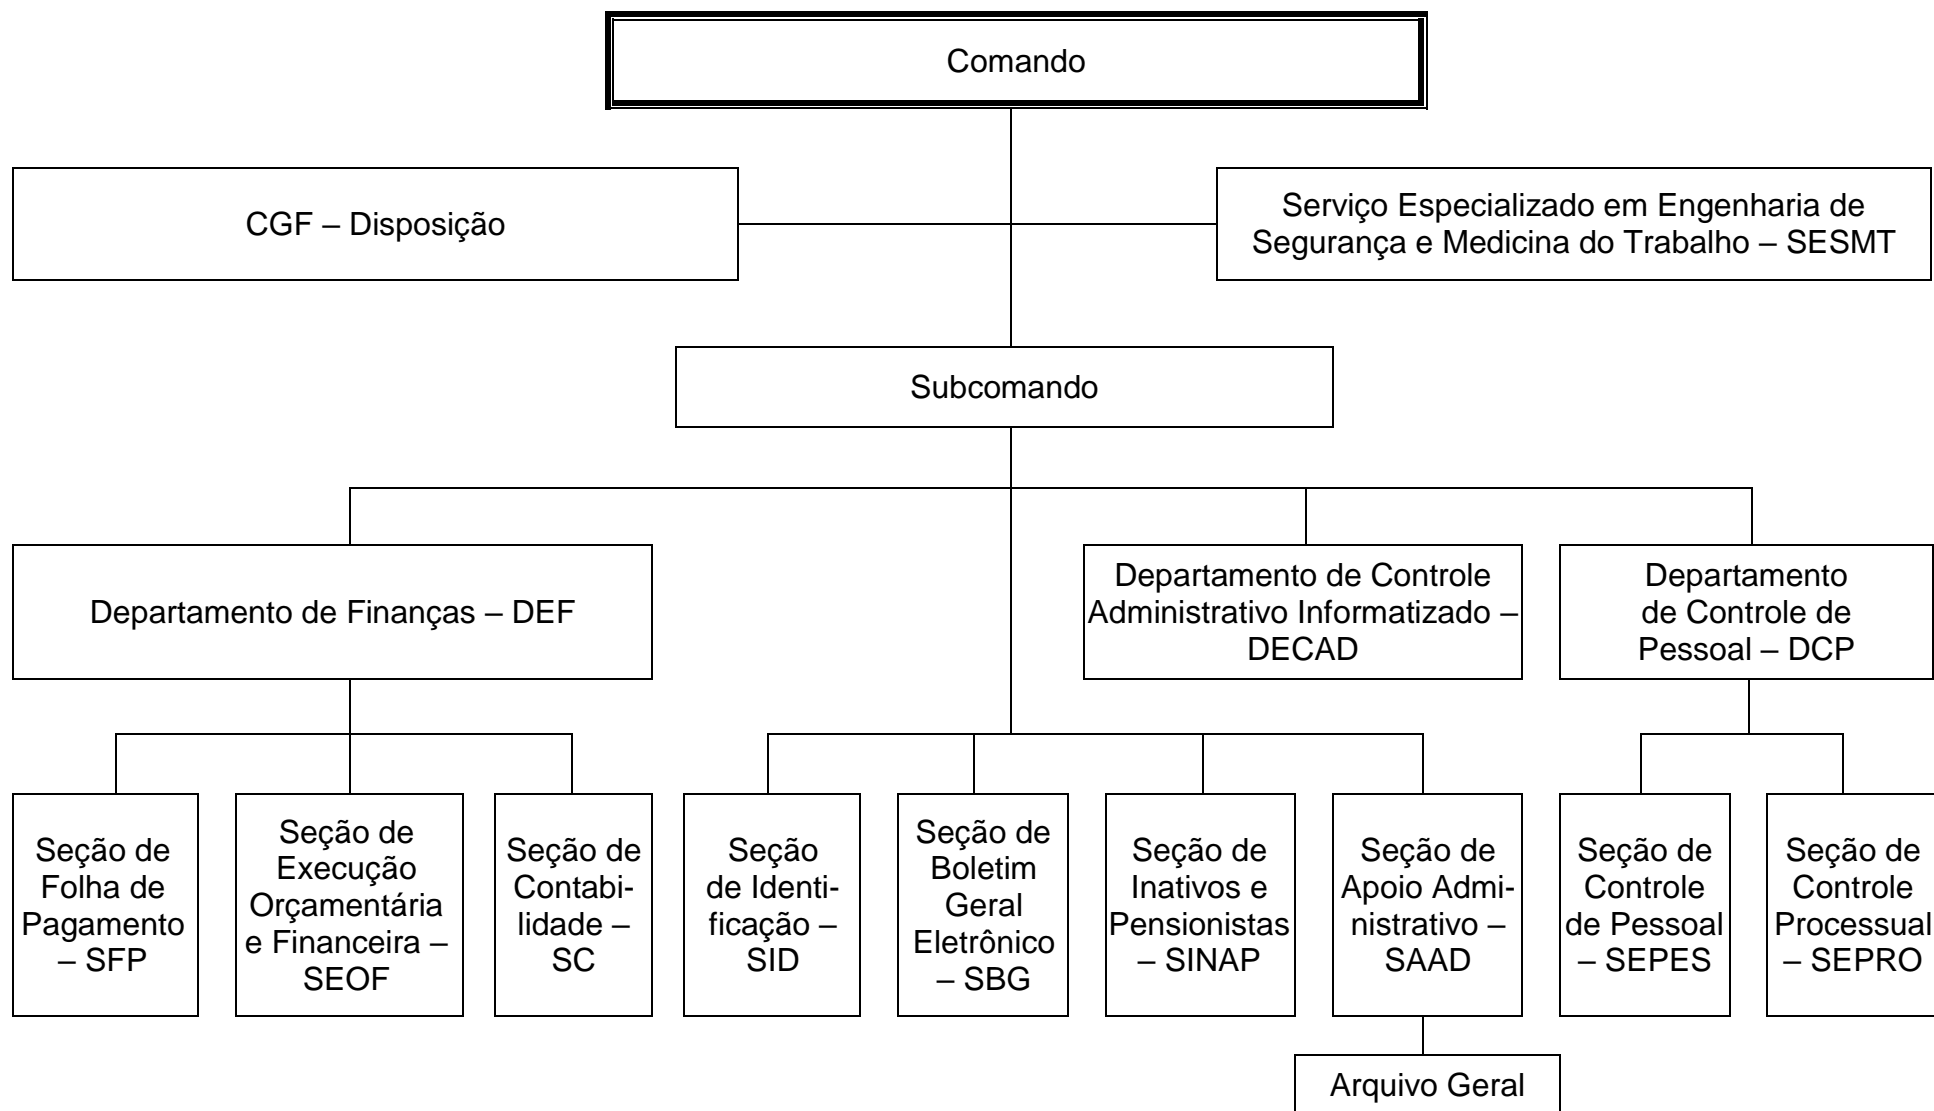 Comando
CGF – Disposição
Serviço Especializado em Engenharia de
Segurança e Medicina do Trabalho – SESMT
Subcomando
Departamento de Finanças – DEF
Departamento de Controle
Administrativo Informatizado –
DECAD
Departamento
de Controle de
Pessoal – DCP
Seção de
Folha de
Pagamento
– SFP
Seção de
Execução
Orçamentária
e Financeira –
SEOF
Seção de
Contabi-
lidade –
SC
Seção
de Identi-
ficação –
SID
Seção de
Boletim
Geral
Eletrônico
– SBG
Seção de
Inativos e
Pensionistas
– SINAP
Seção de
Apoio Admi-
nistrativo –
SAAD
Seção de
Controle
de Pessoal
– SEPES
Seção de
Controle
Processual
– SEPRO
Arquivo Geral